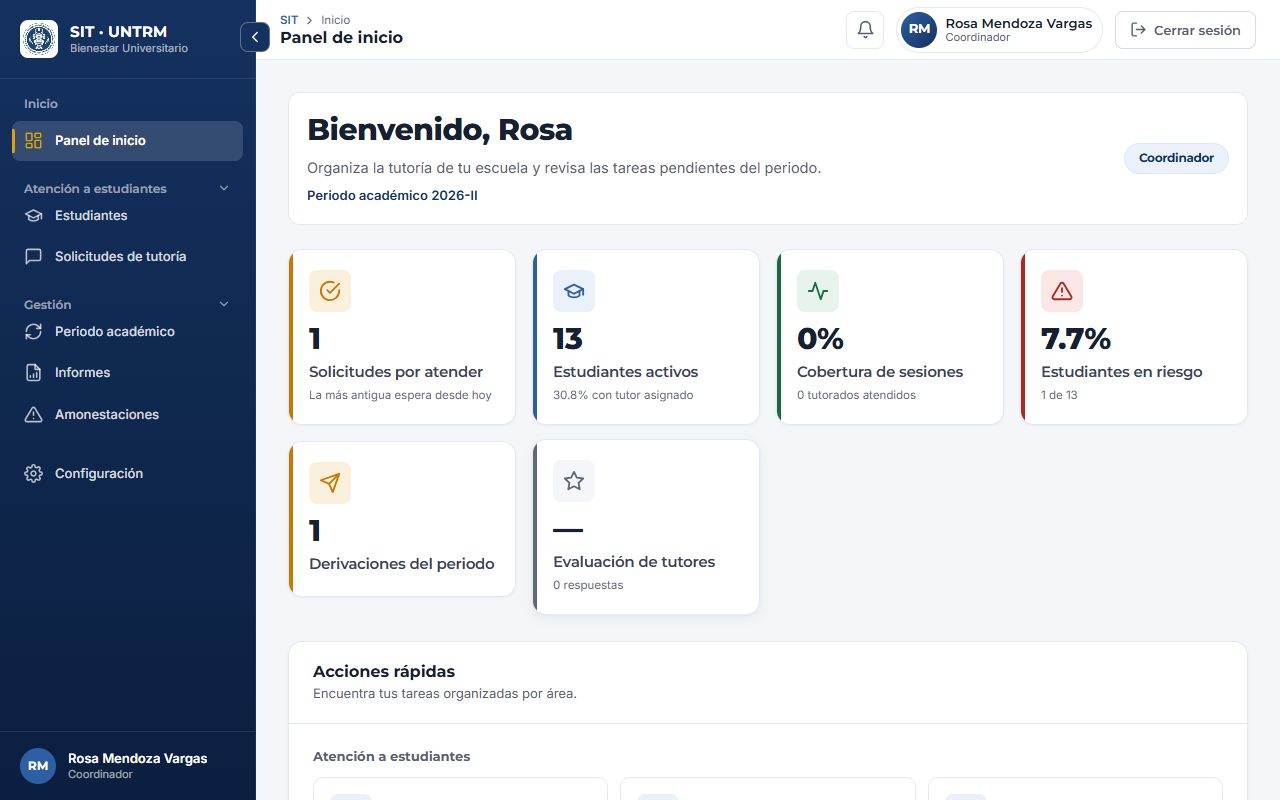 SIT · UNTRM
Bienestar Universitario
Inicio
Panel de inicio
Atención a estudiantes
Estudiantes
Solicitudes de tutoría
Gestión
Periodo académico
Informes
Amonestaciones
Configuración
RM
Rosa Mendoza Vargas
Coordinador
SIT > Inicio
Panel de inicio
RM
Rosa Mendoza Vargas
Coordinador
Cerrar sesión
Bienvenido, Rosa
Organiza la tutoría de tu escuela y revisa las tareas pendientes del periodo.
Periodo académico 2026-II
Coordinador
1
Solicitudes por atender
La más antigua espera desde hoy
13
Estudiantes activos
30.8% con tutor asignado
0%
Cobertura de sesiones
0 tutorados atendidos
7.7%
Estudiantes en riesgo
1 de 13
1
Derivaciones del periodo
—
Evaluación de tutores
0 respuestas
Acciones rápidas
Encuentra tus tareas organizadas por área.
Atención a estudiantes